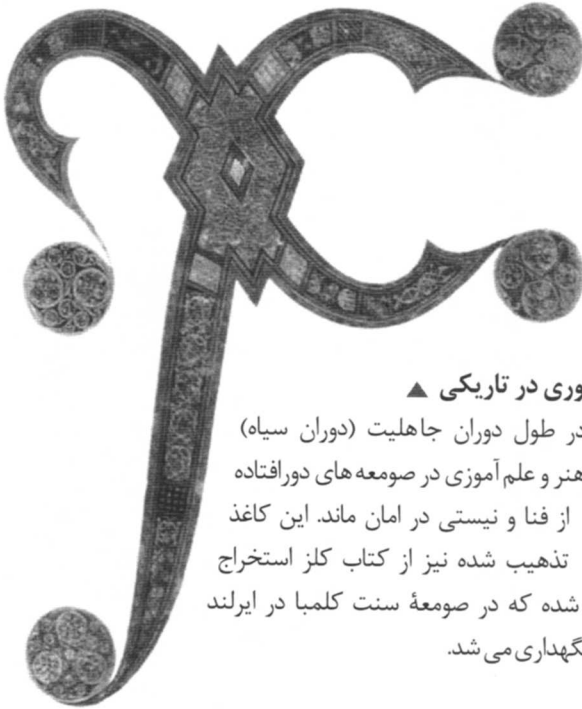 نوری در تاریکی ▲
در طول دوران جاهلیت (دوران سیاه)
هنر و علم‌آموزی در صومعه‌های دورافتاده
از فنا و نیستی در امان ماند. این کاغذ
تذهیب شده نیز از کتاب کلز استخراج
شده که در صومعهٔ سنت کلمبا در ایرلند
نگهداری می‌شد.